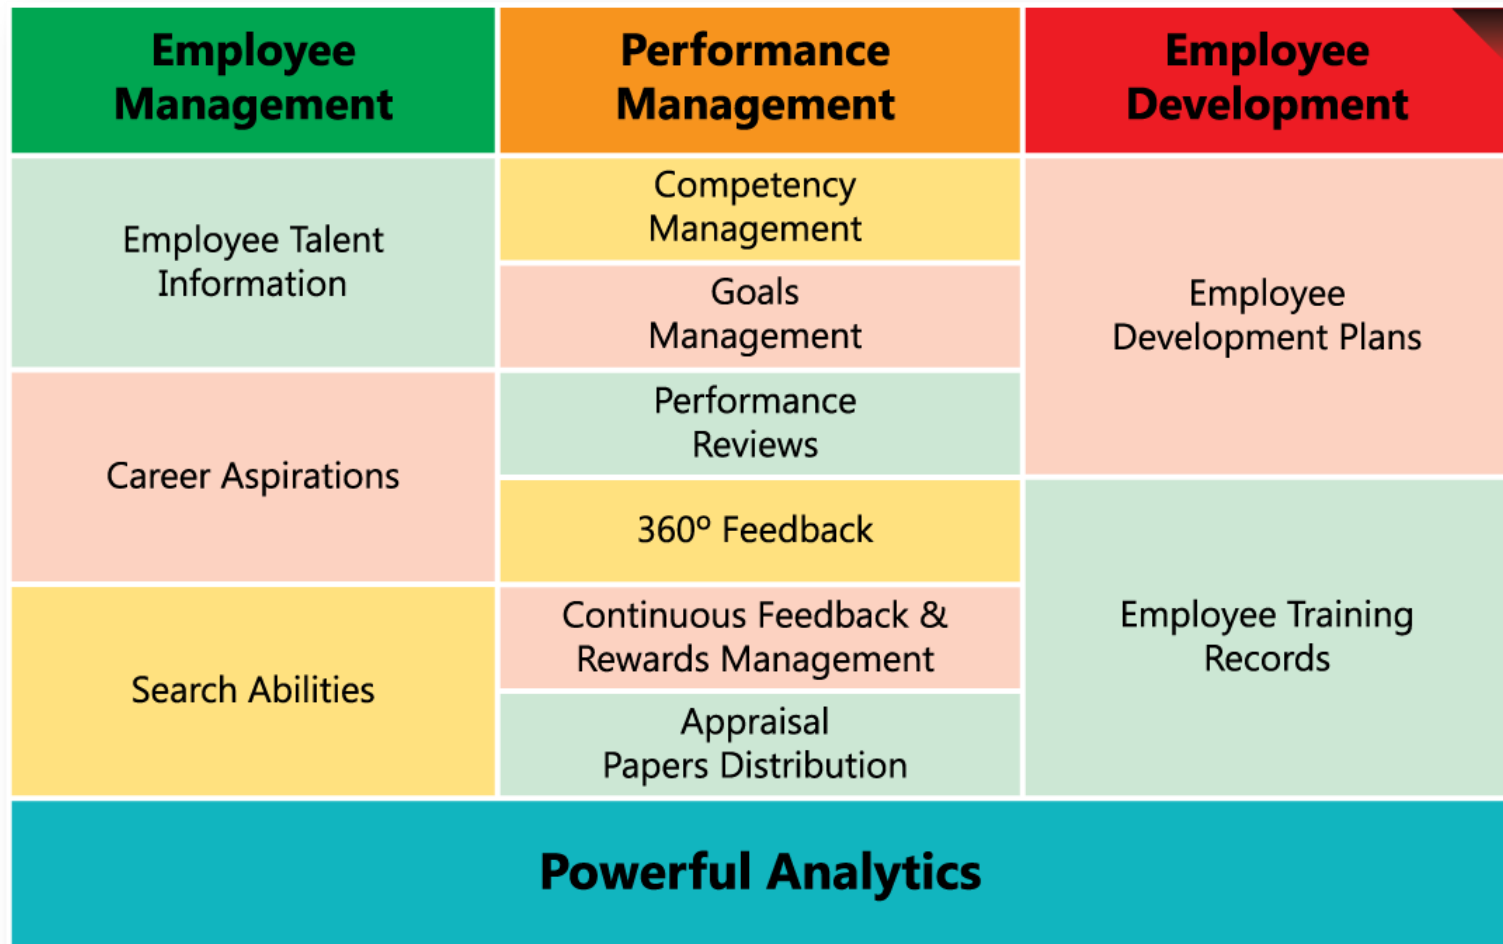 Employee
Management
Performance
Management
Employee
Development
Employee Talent
Information
Career Aspirations
Search Abilities
Competency
Management
Goals
Management
Performance
Reviews
360º Feedback
Continuous Feedback &
Rewards Management
Appraisal
Papers Distribution
Employee
Development Plans
Employee Training
Records
Powerful Analytics